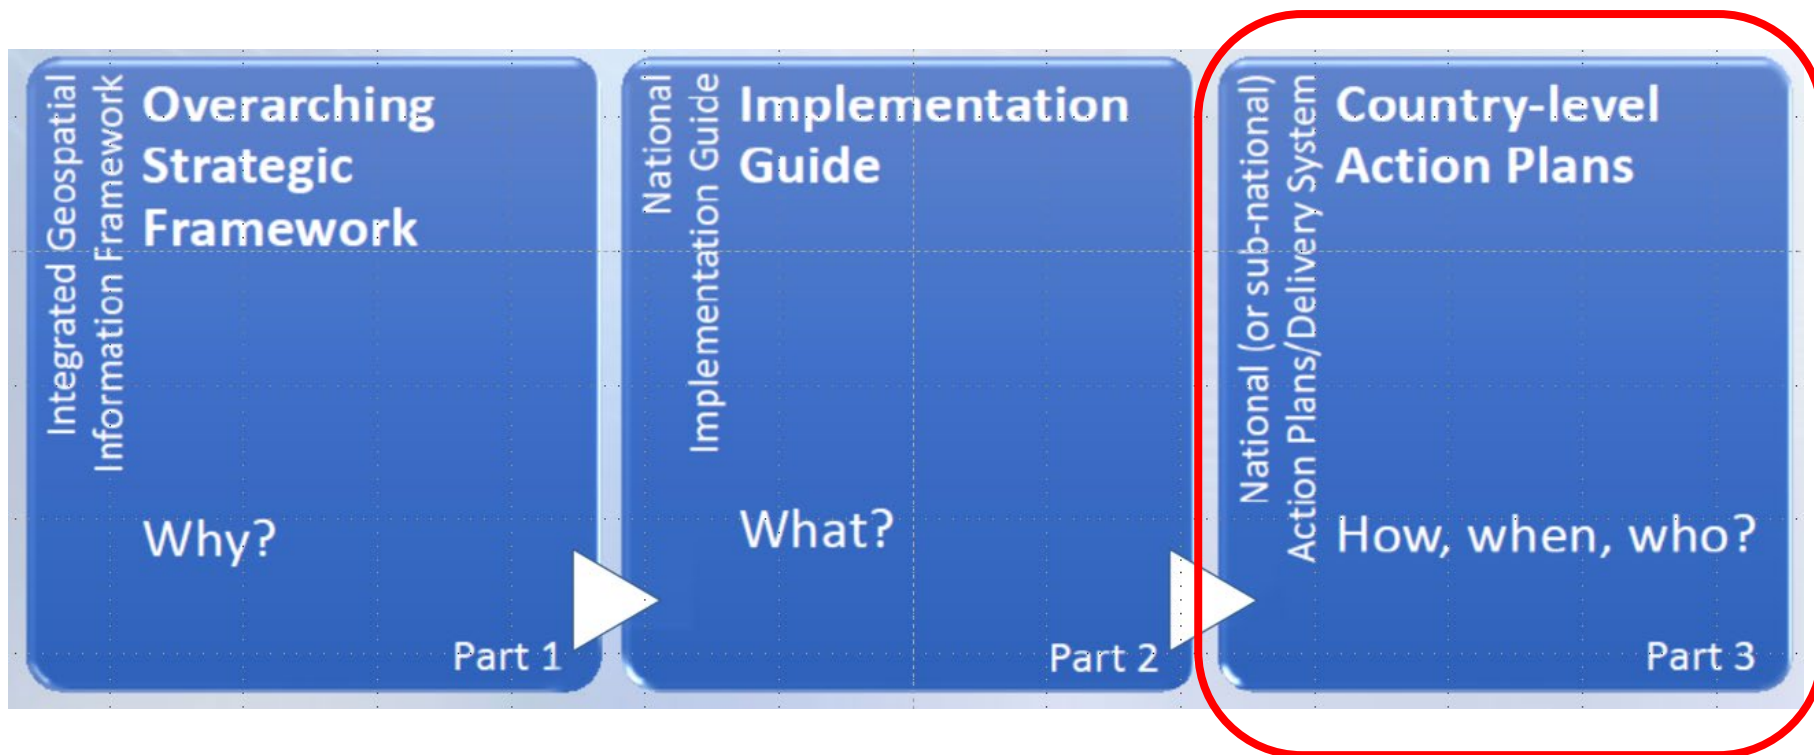 Integrated Geospatial
Information Framework
Overarching
Strategic
Framework
Why?
Part 1
National
Implementation Guide
Implementation
Guide
What?
Part 2
National (or sub-national)
Action Plans/Delivery System
Country-level
Action Plans
How, when, who?
Part 3